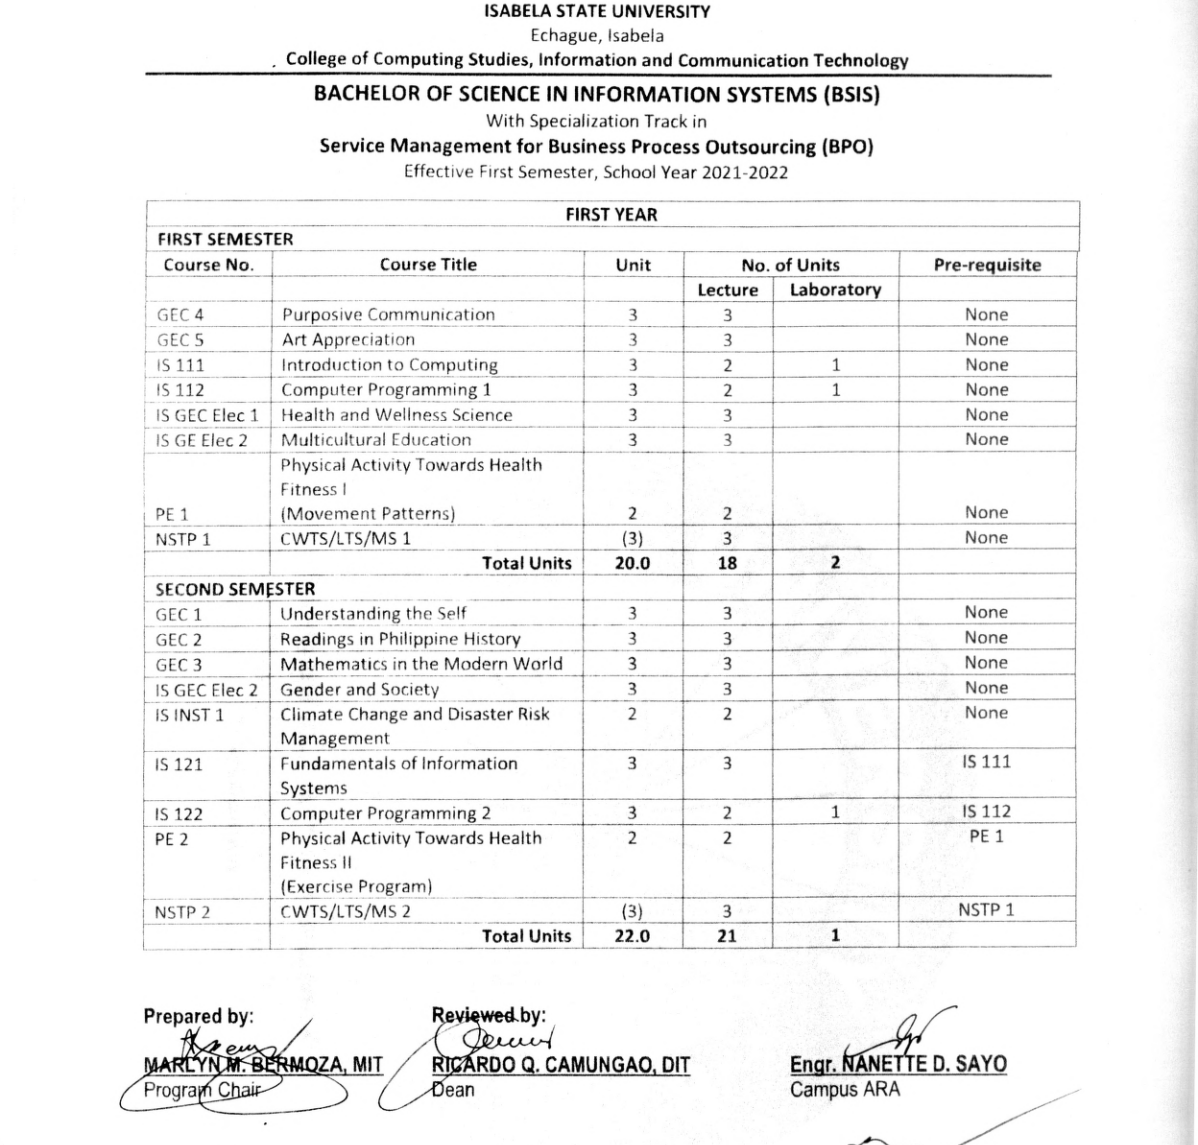 ISABELA STATE UNIVERSITY
Echague, Isabela
College of Computing Studies, Information and Communication Technology
BACHELOR OF SCIENCE IN INFORMATION SYSTEMS (BSIS)
With Specialization Track in
Service Management for Business Process Outsourcing (BPO)
Effective First Semester, School Year 2021-2022
FIRST YEAR
FIRST SEMESTER
Course No. Course Title Unit No. of Units Pre-requisite
Lecture Laboratory
GEC 4 Purposive Communication 3 3 None
GEC 5 Art Appreciation 3 3 None
IS 111 Introduction to Computing 3 2 1 None
IS 112 Computer Programming 1 3 2 1 None
IS GEC Elec 1 Health and Wellness Science 3 3 None
IS GE Elec 2 Multicultural Education 3 3 None
Physical Activity Towards Health
Fitness I
PE 1 (Movement Patterns) 2 2 None
NSTP 1 CWTS/LTS/MS 1 (3) 3 None
Total Units 20.0 18 2
SECOND SEMESTER
GEC 1 Understanding the Self 3 3 None
GEC 2 Readings in Philippine History 3 3 None
GEC 3 Mathematics in the Modern World 3 3 None
IS GEC Elec 2 Gender and Society 3 3 None
IS INST 1 Climate Change and Disaster Risk 2 2 None
Management
IS 121 Fundamentals of Information 3 3 IS 111
Systems
IS 122 Computer Programming 2 3 2 1 IS 112
PE 2 Physical Activity Towards Health 2 2 PE 1
Fitness II
(Exercise Program)
NSTP 2 CWTS/LTS/MS 2 (3) 3 NSTP 1
Total Units 22.0 21 1
Prepared by: Reviewed by:
MARLYN M. BERMOZA, MIT RICARDO Q. CAMUNGAO, DIT Engr. NANETTE D. SAYO
Program Chair Dean Campus ARA